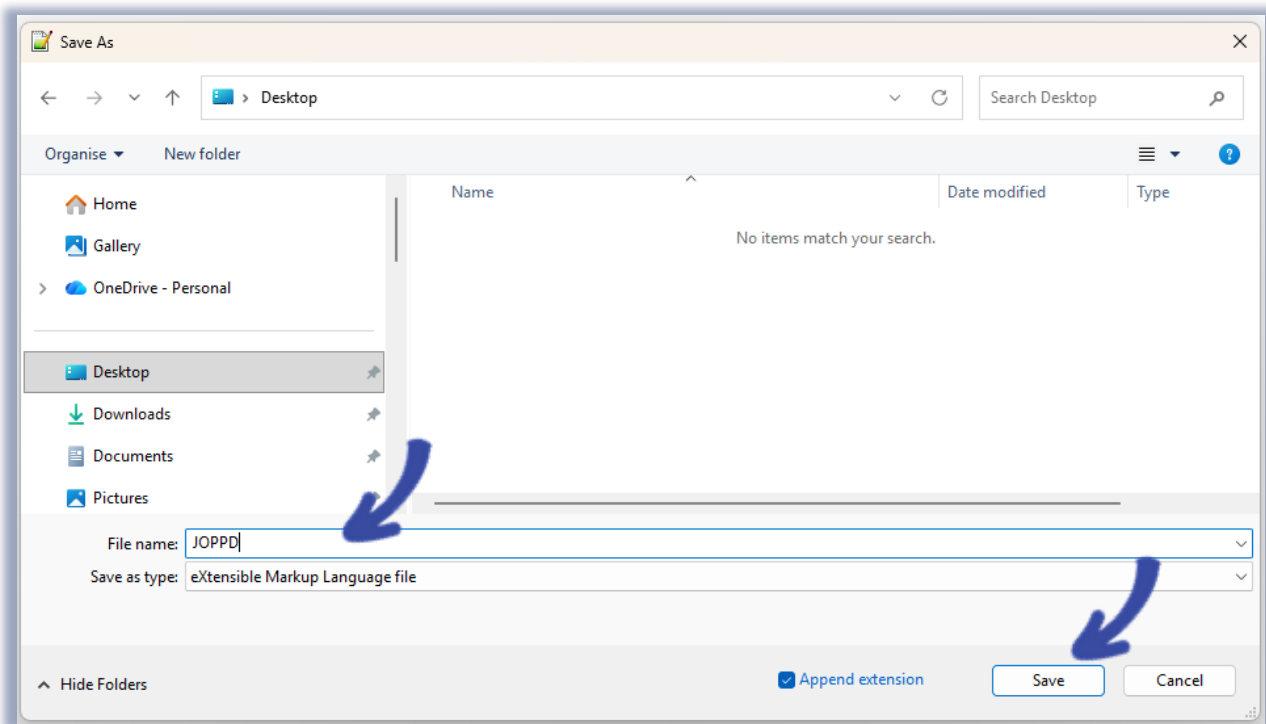 Save As
Desktop
Search Desktop
Organise
New folder
Home
Gallery
OneDrive - Personal
Desktop
Downloads
Documents
Pictures
Name
Date modified
Type
No items match your search.
File name: JOPPD
Save as type: eXtensible Markup Language file
Hide Folders
Append extension
Save
Cancel